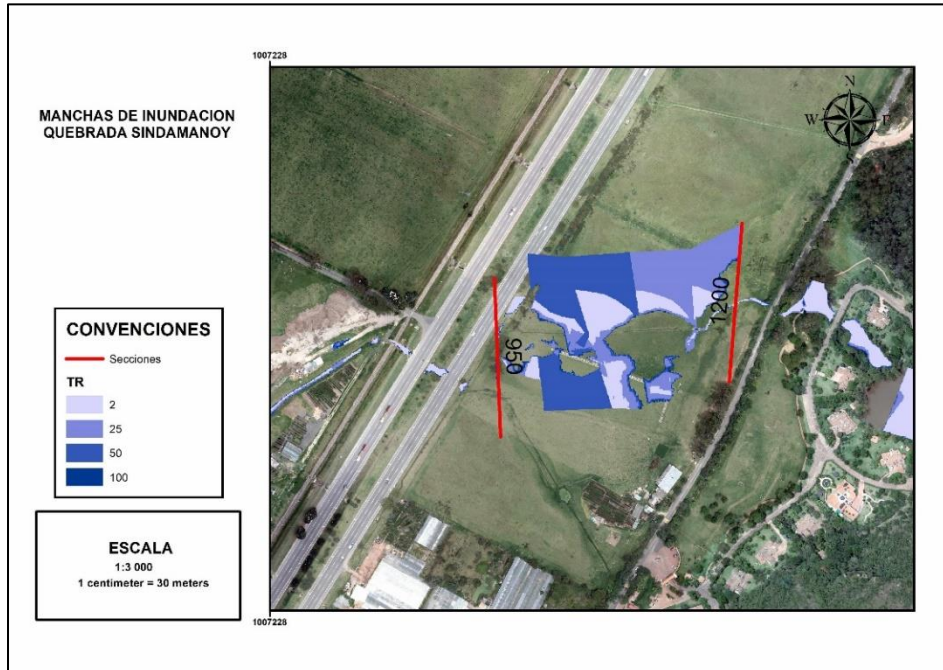 1007228
MANCHAS DE INUNDACION
QUEBRADA SINDAMANOY
N
W
E
S
1200
950
CONVENCIONES
Secciones
TR
2
25
50
100
ESCALA
1:3 000
1 centimeter = 30 meters
1007228